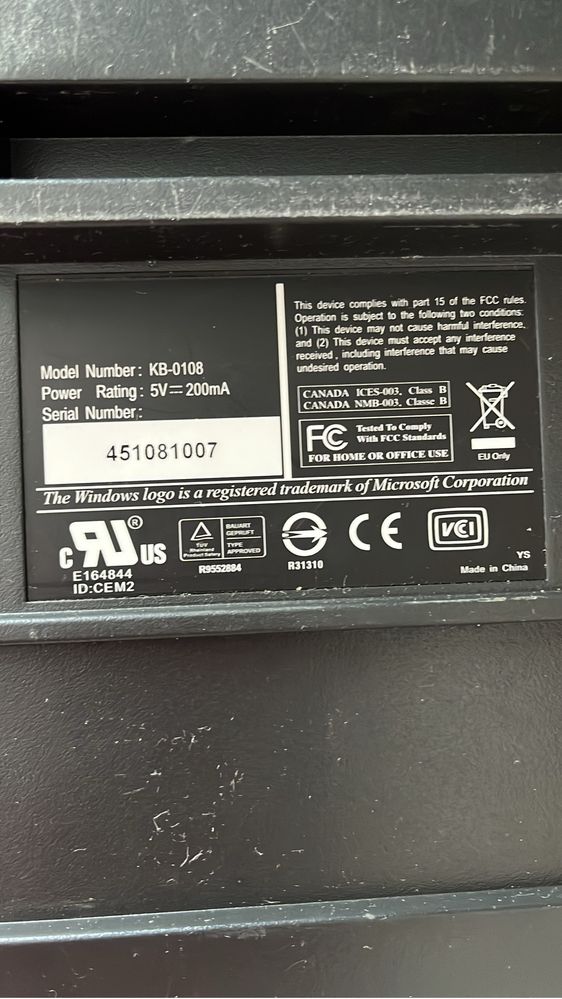 Model Number: KB-0108
Power Rating: 5V⎓200mA
Serial Number:
451081007
This device complies with part 15 of the FCC rules.
Operation is subject to the following two conditions:
(1) This device may not cause harmful interference,
and (2) This device must accept any interference
received , including interference that may cause
undesired operation.
CANADA ICES-003, Class B
CANADA NMB-003, Classe B
FC Tested To Comply
With FCC Standards
FOR HOME OR OFFICE USE
EU Only
The Windows logo is a registered trademark of Microsoft Corporation
c RU ® US
E164844
ID:CEM2
TÜV
Rheinland
Product Safety
BAUART
GEPRÜFT
TYPE
APPROVED
R9552884
R31310
CE
VCI
YS
Made in China